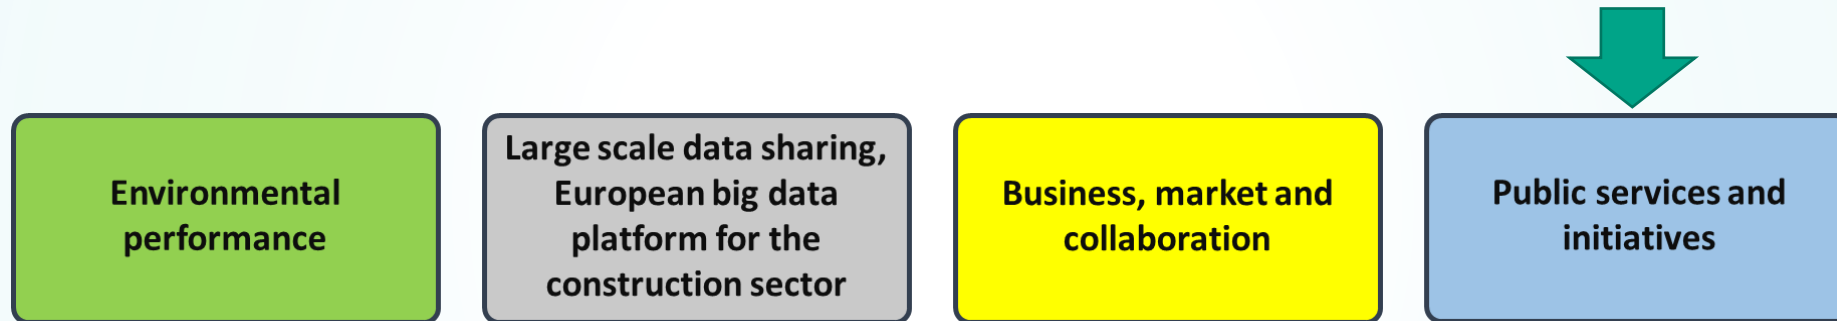 Environmental
performance
Large scale data sharing,
European big data
platform for the
construction sector
Business, market and
collaboration
Public services and
initiatives